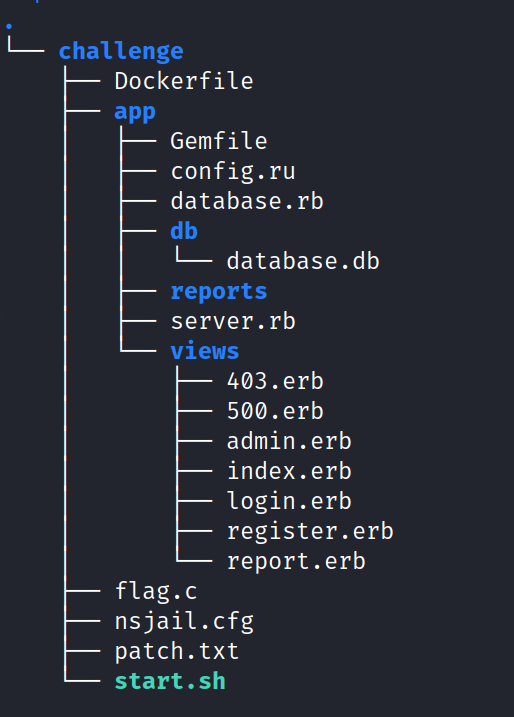 .
└── challenge
    ├── Dockerfile
    ├── app
    │   ├── Gemfile
    │   ├── config.ru
    │   ├── database.rb
    │   ├── db
    │   │   └── database.db
    │   ├── reports
    │   ├── server.rb
    │   └── views
    │       ├── 403.erb
    │       ├── 500.erb
    │       ├── admin.erb
    │       ├── index.erb
    │       ├── login.erb
    │       ├── register.erb
    │       └── report.erb
    ├── flag.c
    ├── nsjail.cfg
    ├── patch.txt
    └── start.sh